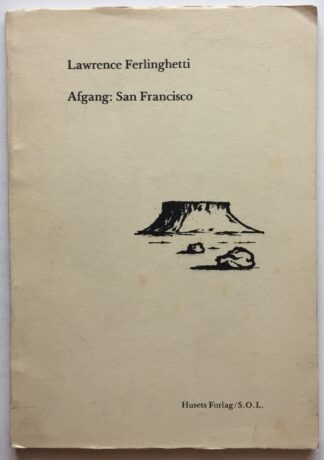 Lawrence Ferlinghetti
Afgang: San Francisco
Husets Forlag/S.O.L.